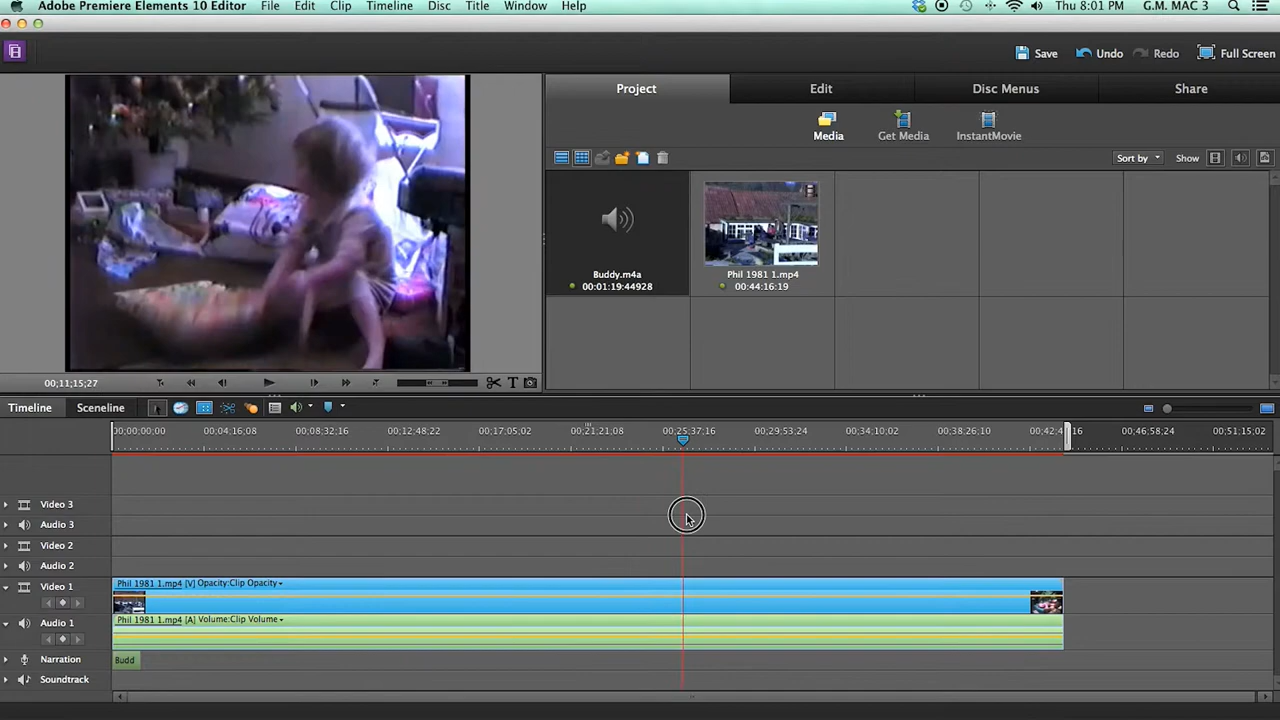 Adobe Premiere Elements 10 Editor File Edit Clip Timeline Disc Title Window Help Thu 8:01 PM G.M. MAC 3
Save Undo Redo Full Screen
Project Edit Disc Menus Share
Media Get Media InstantMovie
Sort by Show
Buddy.m4a Phil 1981 1.mp4
00:01:19:44928 00:44:16:19
00;11;15;27
T
Timeline Sceneline
00;00;00;00 00;04;16;08 00;08;32;16 00;12;48;22 00;17;05;02 00;21;21;08 00;25;37;16 00;29;53;24 00;34;10;02 00;38;26;10 00;42;4 16 00;46;58;24 00;51;15;02
Video 3
Audio 3
Video 2
Audio 2
Video 1 Phil 1981 1.mp4 [V] Opacity:Clip Opacity
Audio 1 Phil 1981 1.mp4 [A] Volume:Clip Volume
Narration Budd
Soundtrack